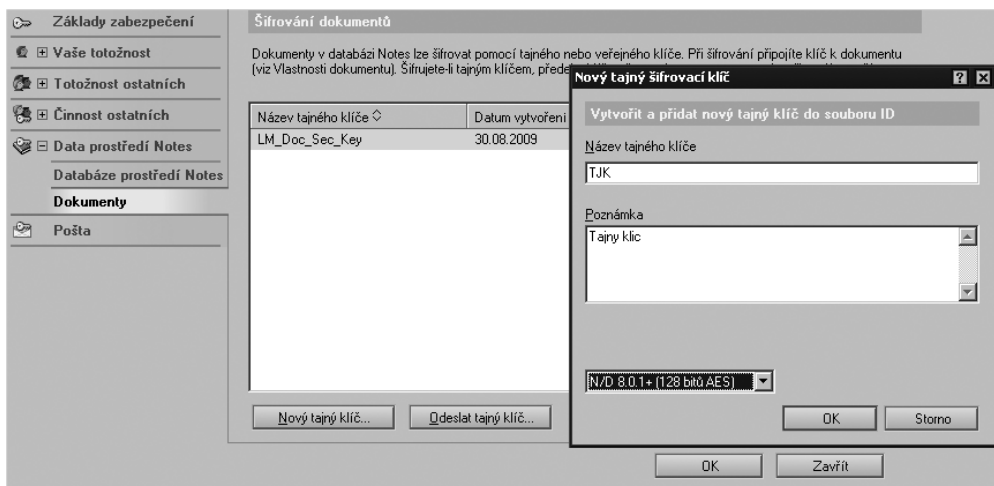 Základy zabezpečení
Vaše totožnost
Totožnost ostatních
Činnost ostatních
Data prostředí Notes
Databáze prostředí Notes
Dokumenty
Pošta
Šifrování dokumentů
Dokumenty v databázi Notes lze šifrovat pomocí tajného nebo veřejného klíče. Při šifrování připojíte klíč k dokumentu
(viz Vlastnosti dokumentu). Šifrujete-li tajným klíčem,
Název tajného klíče
Datum vytvoření
LM_Doc_Sec_Key
30.08.2009
Nový tajný klíč...
Odeslat tajný klíč...
Nový tajný šifrovací klíč
Vytvořit a přidat nový tajný klíč do souboru ID
Název tajného klíče
TJK
Poznámka
Tajny klic
N/D 8.0.1+ (128 bitů AES)
OK
Storno
OK
Zavřít